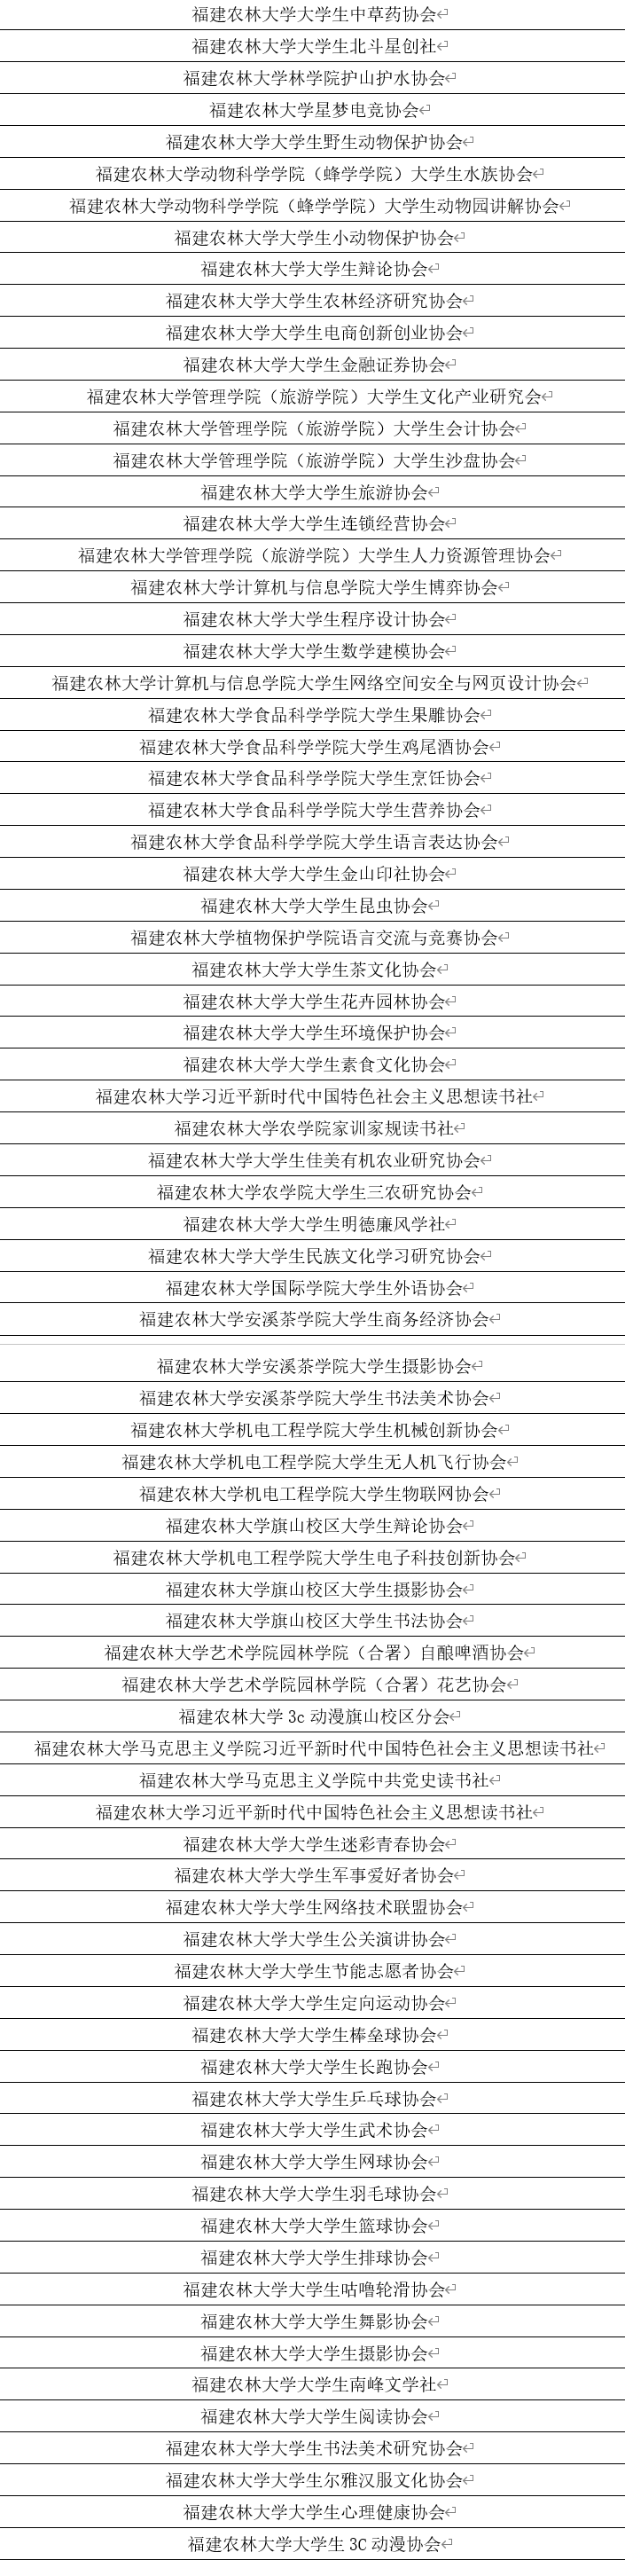 福建农林大学大学生中草药协会
福建农林大学大学生北斗星创社
福建农林大学林学院护山护水协会
福建农林大学星梦电竞协会
福建农林大学大学生野生动物保护协会
福建农林大学动物科学学院（蜂学学院）大学生水族协会
福建农林大学动物科学学院（蜂学学院）大学生动物园讲解协会
福建农林大学大学生小动物保护协会
福建农林大学大学生辩论协会
福建农林大学大学生农林经济研究协会
福建农林大学大学生电商创新创业协会
福建农林大学大学生金融证券协会
福建农林大学管理学院（旅游学院）大学生文化产业研究会
福建农林大学管理学院（旅游学院）大学生会计协会
福建农林大学管理学院（旅游学院）大学生沙盘协会
福建农林大学大学生旅游协会
福建农林大学大学生连锁经营协会
福建农林大学管理学院（旅游学院）大学生人力资源管理协会
福建农林大学计算机与信息学院大学生博弈协会
福建农林大学大学生程序设计协会
福建农林大学大学生数学建模协会
福建农林大学计算机与信息学院大学生网络空间安全与网页设计协会
福建农林大学食品科学学院大学生果雕协会
福建农林大学食品科学学院大学生鸡尾酒协会
福建农林大学食品科学学院大学生烹饪协会
福建农林大学食品科学学院大学生营养协会
福建农林大学食品科学学院大学生语言表达协会
福建农林大学大学生金山印社协会
福建农林大学大学生昆虫协会
福建农林大学植物保护学院语言交流与竞赛协会
福建农林大学大学生茶文化协会
福建农林大学大学生花卉园林协会
福建农林大学大学生环境保护协会
福建农林大学大学生素食文化协会
福建农林大学习近平新时代中国特色社会主义思想读书社
福建农林大学农学院家训家规读书社
福建农林大学大学生佳美有机农业研究协会
福建农林大学农学院大学生三农研究协会
福建农林大学大学生明德廉风学社
福建农林大学大学生民族文化学习研究协会
福建农林大学国际学院大学生外语协会
福建农林大学安溪茶学院大学生商务经济协会
福建农林大学安溪茶学院大学生摄影协会
福建农林大学安溪茶学院大学生书法美术协会
福建农林大学机电工程学院大学生机械创新协会
福建农林大学机电工程学院大学生无人机飞行协会
福建农林大学机电工程学院大学生物联网协会
福建农林大学旗山校区大学生辩论协会
福建农林大学机电工程学院大学生电子科技创新协会
福建农林大学旗山校区大学生摄影协会
福建农林大学旗山校区大学生书法协会
福建农林大学艺术学院园林学院（合署）自酿啤酒协会
福建农林大学艺术学院园林学院（合署）花艺协会
福建农林大学 3c 动漫旗山校区分会
福建农林大学马克思主义学院习近平新时代中国特色社会主义思想读书社
福建农林大学马克思主义学院中共党史读书社
福建农林大学习近平新时代中国特色社会主义思想读书社
福建农林大学大学生迷彩青春协会
福建农林大学大学生军事爱好者协会
福建农林大学大学生网络技术联盟协会
福建农林大学大学生公关演讲协会
福建农林大学大学生节能志愿者协会
福建农林大学大学生定向运动协会
福建农林大学大学生棒垒球协会
福建农林大学大学生长跑协会
福建农林大学大学生乒乓球协会
福建农林大学大学生武术协会
福建农林大学大学生网球协会
福建农林大学大学生羽毛球协会
福建农林大学大学生篮球协会
福建农林大学大学生排球协会
福建农林大学大学生咕噜轮滑协会
福建农林大学大学生舞影协会
福建农林大学大学生摄影协会
福建农林大学大学生南峰文学社
福建农林大学大学生阅读协会
福建农林大学大学生书法美术研究协会
福建农林大学大学生尔雅汉服文化协会
福建农林大学大学生心理健康协会
福建农林大学大学生 3C 动漫协会